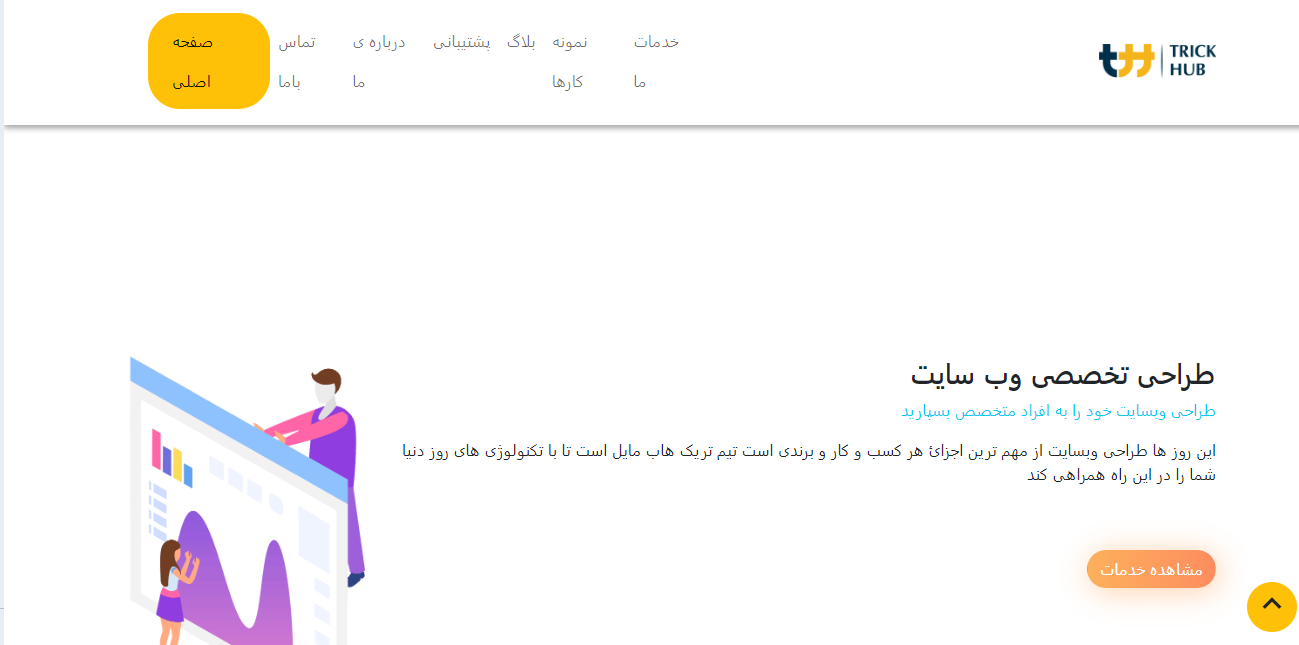 TRICK
HUB
خدمات ما
نمونه کارها
بلاگ
پشتیبانی
درباره ی ما
تماس باما
صفحه اصلی
طراحی تخصصی وب سایت
طراحی وبسایت خود را به افراد متخصص بسپارید
این روز ها طراحی وبسایت از مهم ترین اجزائ هر کسب و کار و برندی است تیم تریک هاب مایل است تا با تکنولوژی های روز دنیا
شما را در این راه همراهی کند
مشاهده خدمات